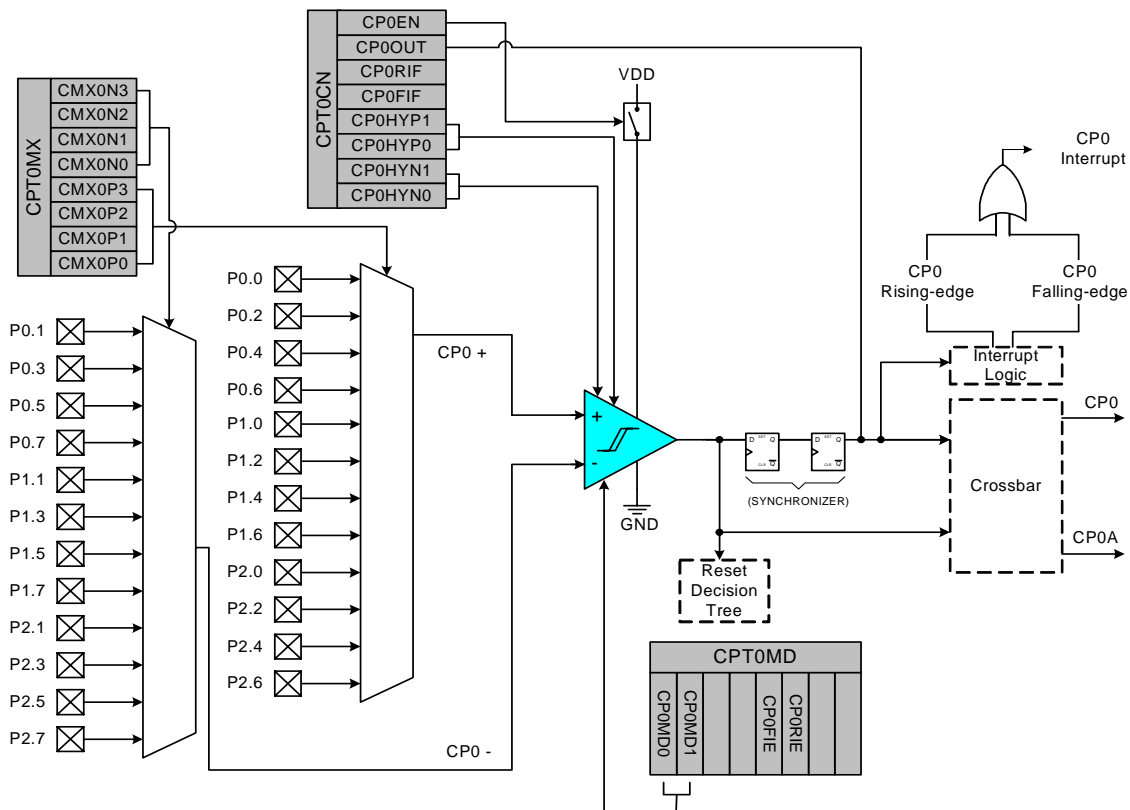 CPT0CN
CP0EN
CP0OUT
CP0RIF
CP0FIF
CP0HYP1
CP0HYP0
CP0HYN1
CP0HYN0
VDD
CPT0MX
CMX0N3
CMX0N2
CMX0N1
CMX0N0
CMX0P3
CMX0P2
CMX0P1
CMX0P0
CP0
Interrupt
CP0
Rising-edge
CP0
Falling-edge
Interrupt
Logic
P0.1
P0.3
P0.5
P0.7
P1.1
P1.3
P1.5
P1.7
P2.1
P2.3
P2.5
P2.7
P0.0
P0.2
P0.4
P0.6
P1.0
P1.2
P1.4
P1.6
P2.0
P2.2
P2.4
P2.6
CP0 +
CP0 -
+
-
GND
D SET Q
CLR Q
D SET Q
CLR Q
(SYNCHRONIZER)
Crossbar
CP0
CP0A
Reset
Decision
Tree
CPT0MD
CP0MD0
CP0MD1
CP0FIE
CP0RIE